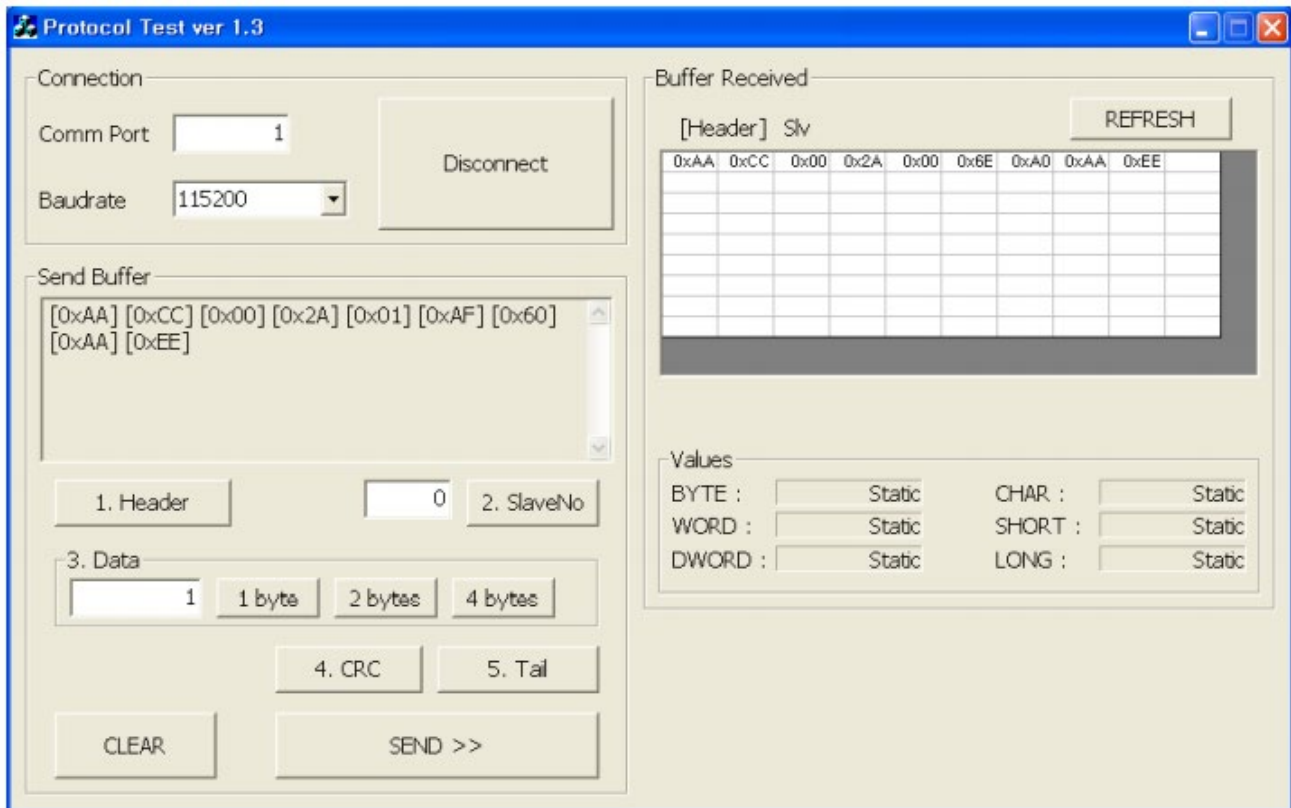 Protocol Test ver 1.3
Connection
Comm Port 1
Disconnect
Baudrate 115200
Send Buffer
[0xAA] [0xCC] [0x00] [0x2A] [0x01] [0xAF] [0x60]
[0xAA] [0xEE]
1. Header 0 2. SlaveNo
3. Data
1 1 byte 2 bytes 4 bytes
4. CRC 5. Tail
CLEAR SEND >>
Buffer Received
[Header] Slv REFRESH
0xAA 0xCC 0x00 0x2A 0x00 0x6E 0xA0 0xAA 0xEE
Values
BYTE : Static CHAR : Static
WORD : Static SHORT : Static
DWORD : Static LONG : Static